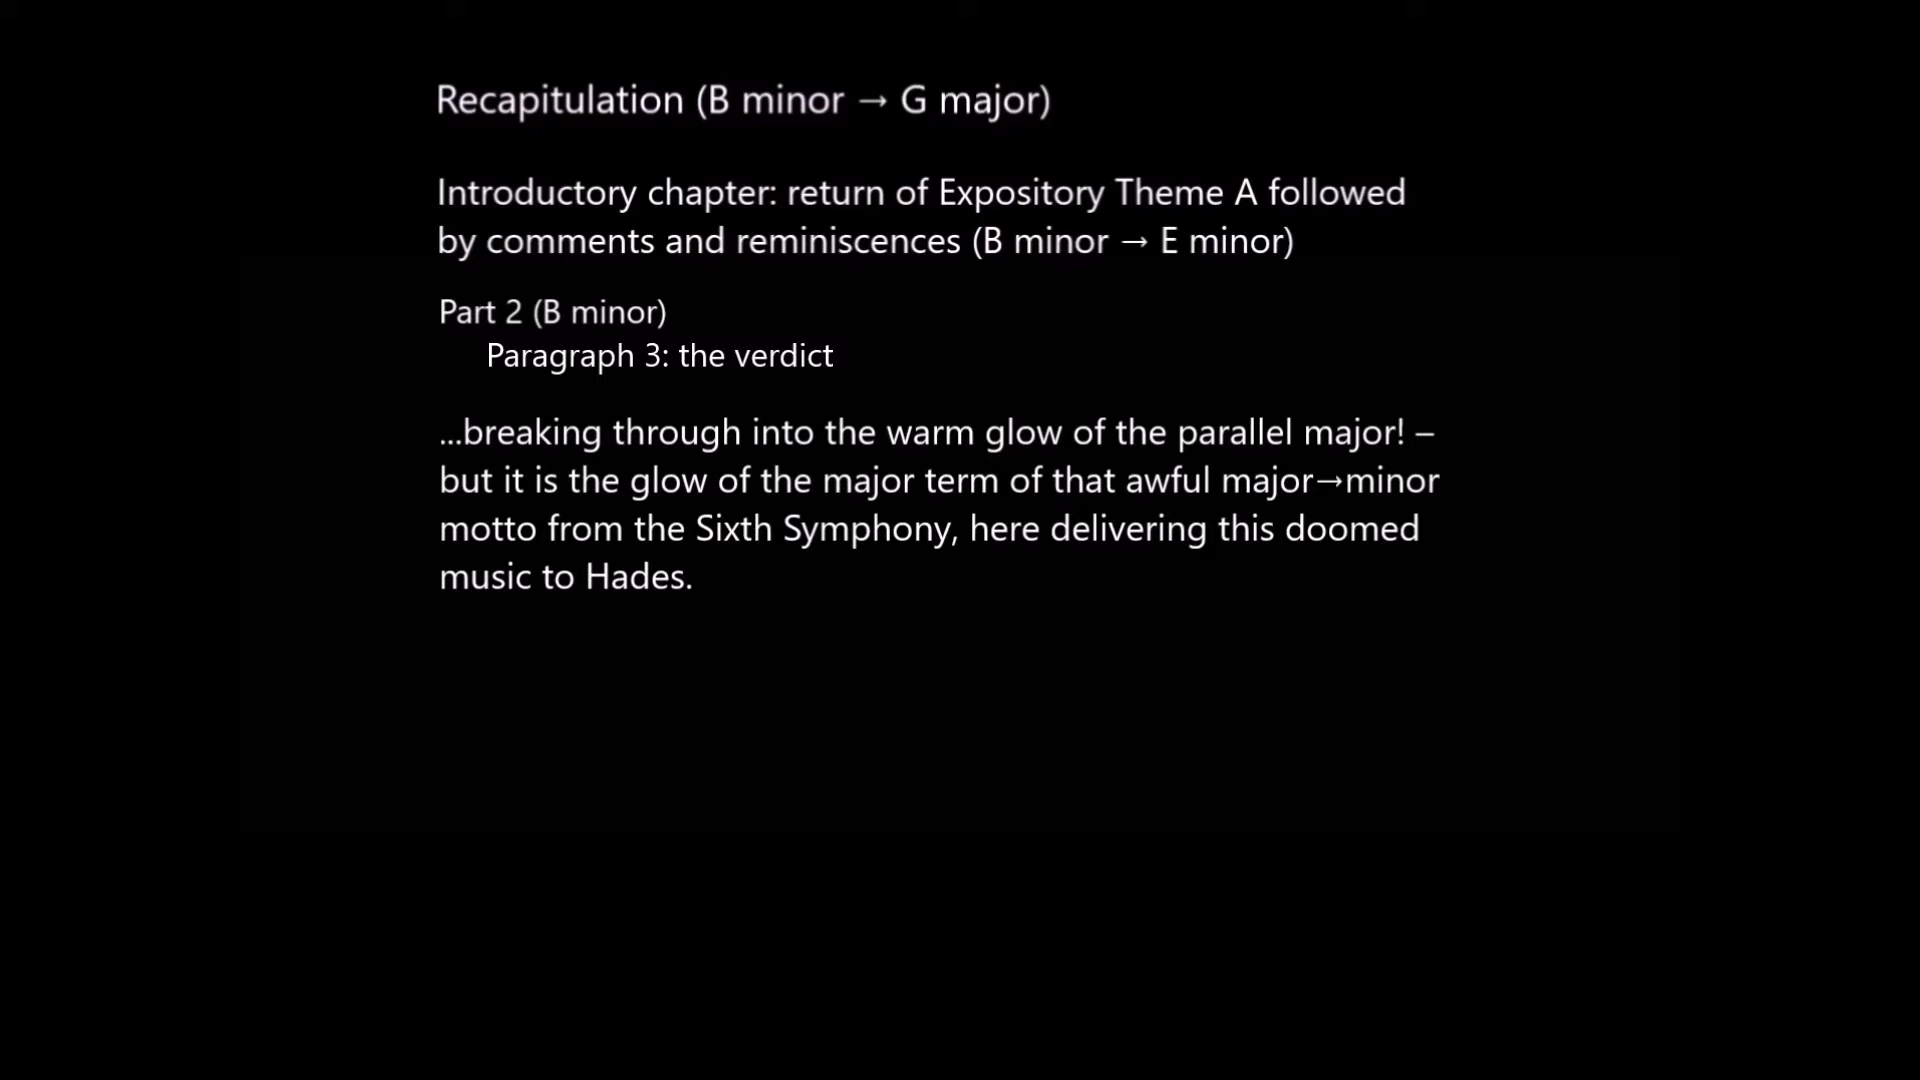 Recapitulation (B minor → G major)
Introductory chapter: return of Expository Theme A followed
by comments and reminiscences (B minor → E minor)
Part 2 (B minor)
Paragraph 3: the verdict
...breaking through into the warm glow of the parallel major! –
but it is the glow of the major term of that awful major→minor
motto from the Sixth Symphony, here delivering this doomed
music to Hades.